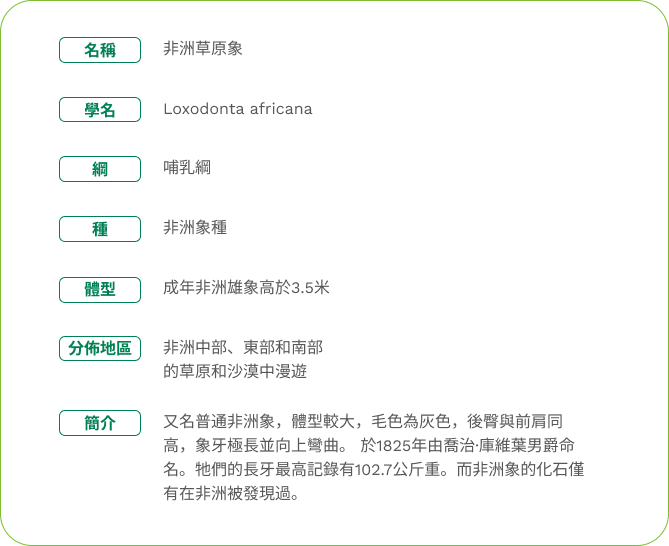 名稱 非洲草原象
學名 Loxodonta africana
綱 哺乳綱
種 非洲象種
體型 成年非洲雄象高於3.5米
分佈地區 非洲中部、東部和南部
的草原和沙漠中漫遊
簡介 又名普通非洲象，體型較大，毛色為灰色，後臀與前肩同
高，象牙極長並向上彎曲。 於1825年由喬治·庫維葉男爵命
名。牠們的長牙最高記錄有102.7公斤重。而非洲象的化石僅
有在非洲被發現過。